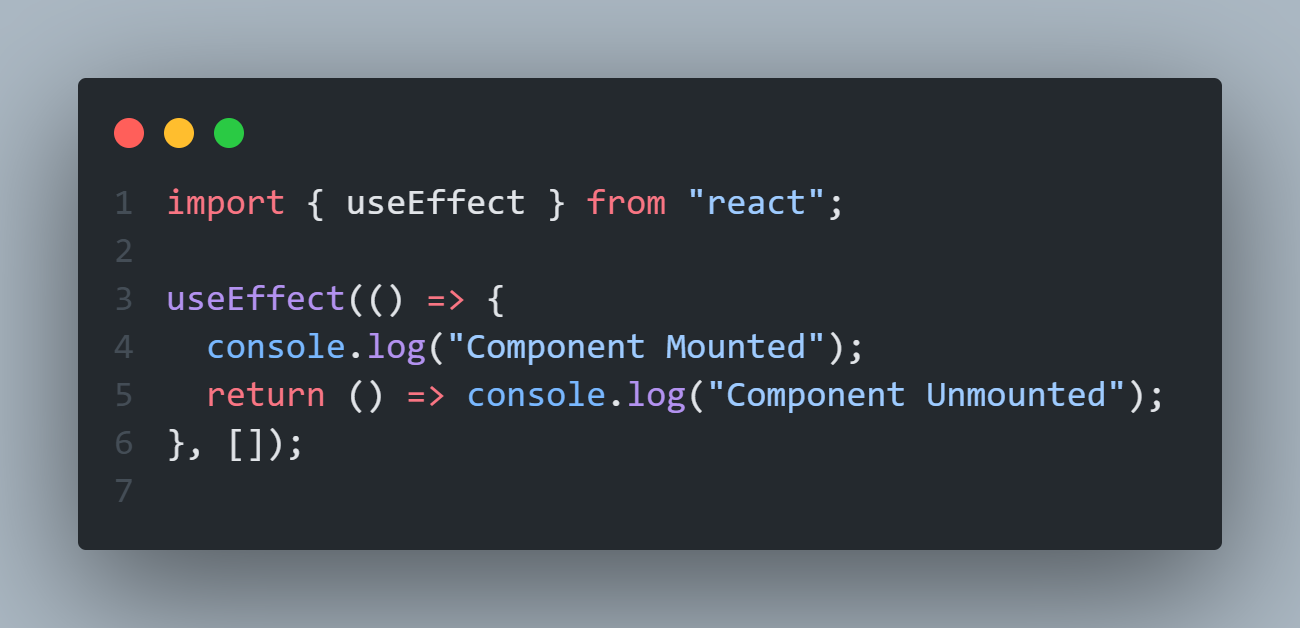 1 import { useEffect } from "react";
2
3 useEffect(() => {
4   console.log("Component Mounted");
5   return () => console.log("Component Unmounted");
6 }, []);
7